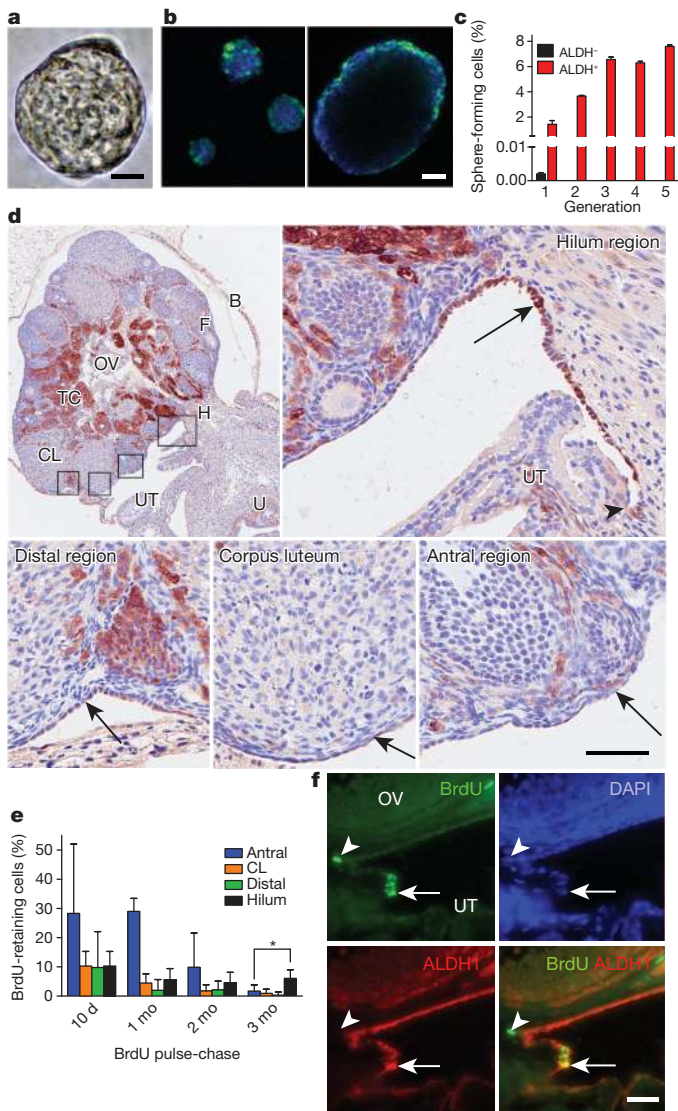 a
b
c
Sphere-forming cells (%)
8
6
4
2
0.01
0.00
ALDH⁻
ALDH⁺
1 2 3 4 5
Generation
d
B
F
OV
TC
H
CL
UT
U
Hilum region
UT
Distal region
Corpus luteum
Antral region
e
BrdU-retaining cells (%)
50
40
30
20
10
0
Antral
CL
Distal
Hilum
*
10 d 1 mo 2 mo 3 mo
BrdU pulse-chase
f
OV
BrdU
UT
DAPI
ALDH1
BrdU ALDH1